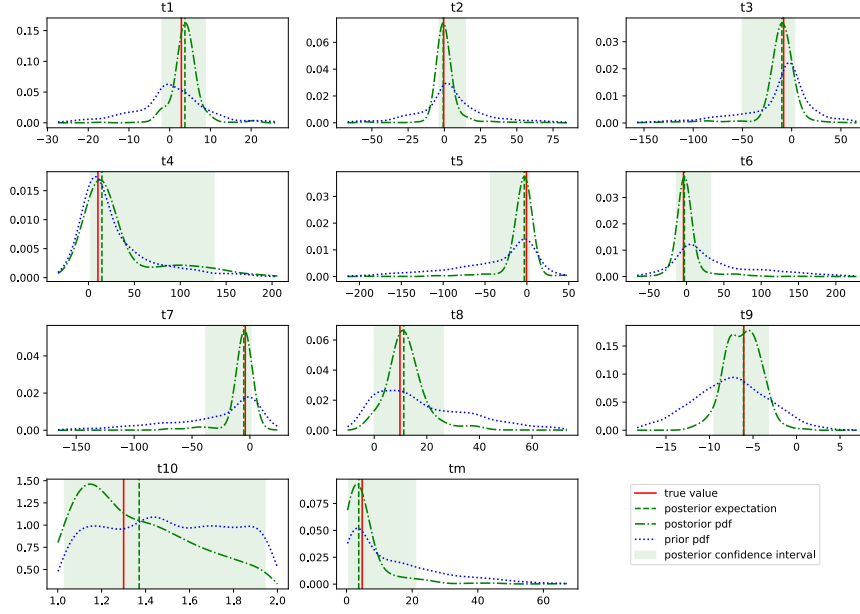 t1
0.15
0.10
0.05
0.00
−30 −20 −10 0 10 20
t2
0.06
0.04
0.02
0.00
−50 −25 0 25 50 75
t3
0.03
0.02
0.01
0.00
−150 −100 −50 0 50
t4
0.015
0.010
0.005
0.000
0 50 100 150 200
t5
0.03
0.02
0.01
0.00
−200 −150 −100 −50 0 50
t6
0.03
0.02
0.01
0.00
−50 0 50 100 150 200
t7
0.04
0.02
0.00
−150 −100 −50 0
t8
0.06
0.04
0.02
0.00
0 20 40 60
t9
0.15
0.10
0.05
0.00
−15 −10 −5 0 5
t10
1.50
1.25
1.00
0.75
0.50
1.0 1.2 1.4 1.6 1.8 2.0
tm
0.075
0.050
0.025
0.000
0 20 40 60
true value
posterior expectation
postorior pdf
prior pdf
posterior confidence interval